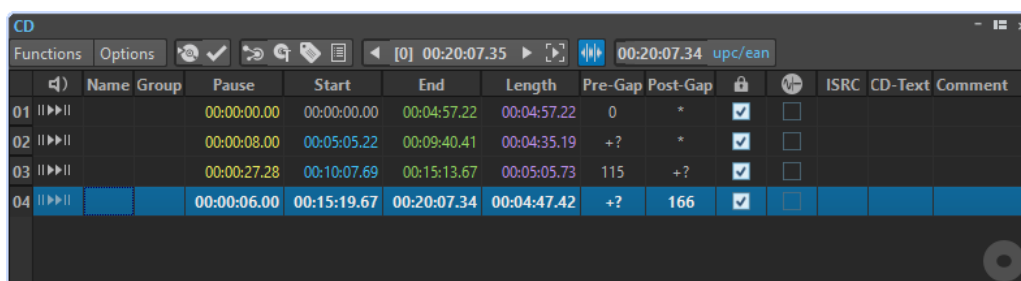 CD
Functions Options [0] 00:20:07.35 00:20:07.34 upc/ean
Name Group Pause Start End Length Pre-Gap Post-Gap ISRC CD-Text Comment
01 00:00:00.00 00:00:00.00 00:04:57.22 00:04:57.22 0 *
02 00:00:08.00 00:05:05.22 00:09:40.41 00:04:35.19 +? *
03 00:00:27.28 00:10:07.69 00:15:13.67 00:05:05.73 115 +?
04 00:00:06.00 00:15:19.67 00:20:07.34 00:04:47.42 +? 166